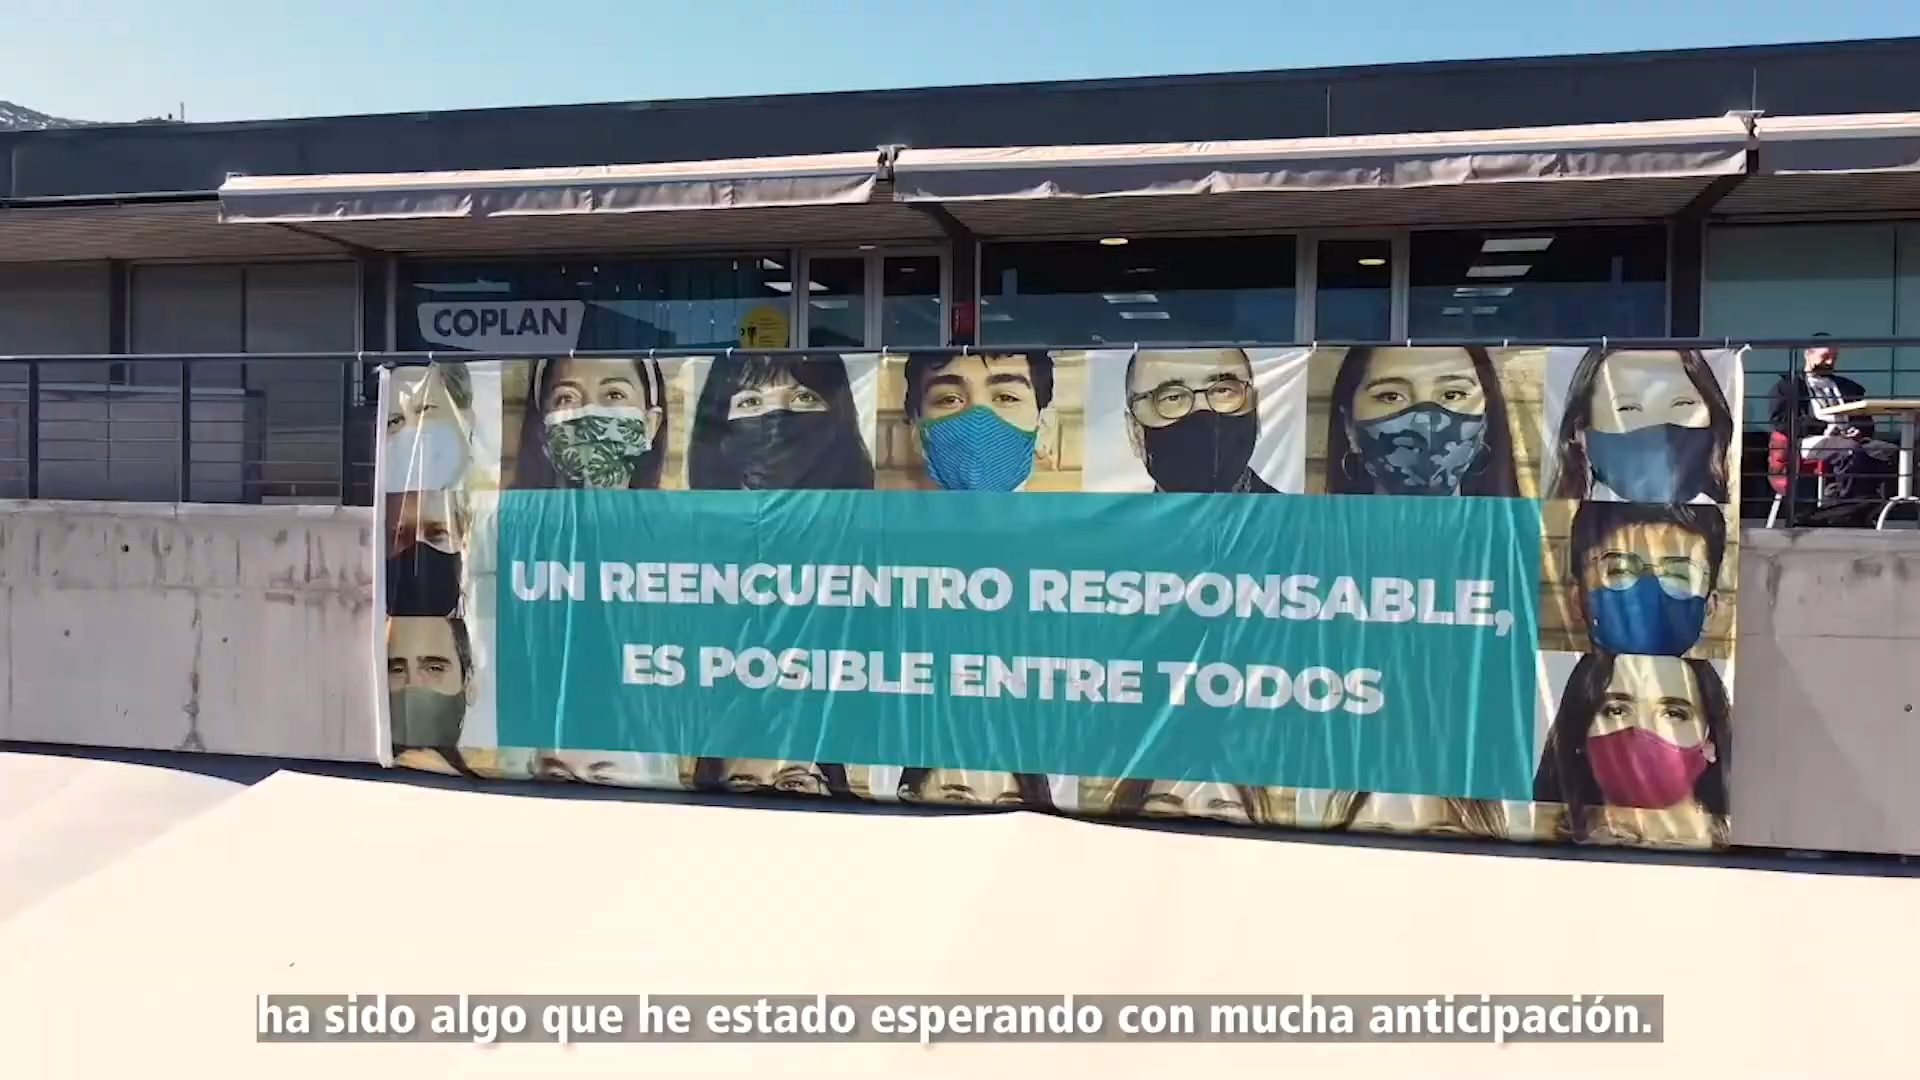 COPLAN
UN REENCUENTRO RESPONSABLE,
ES POSIBLE ENTRE TODOS
ha sido algo que he estado esperando con mucha anticipación.